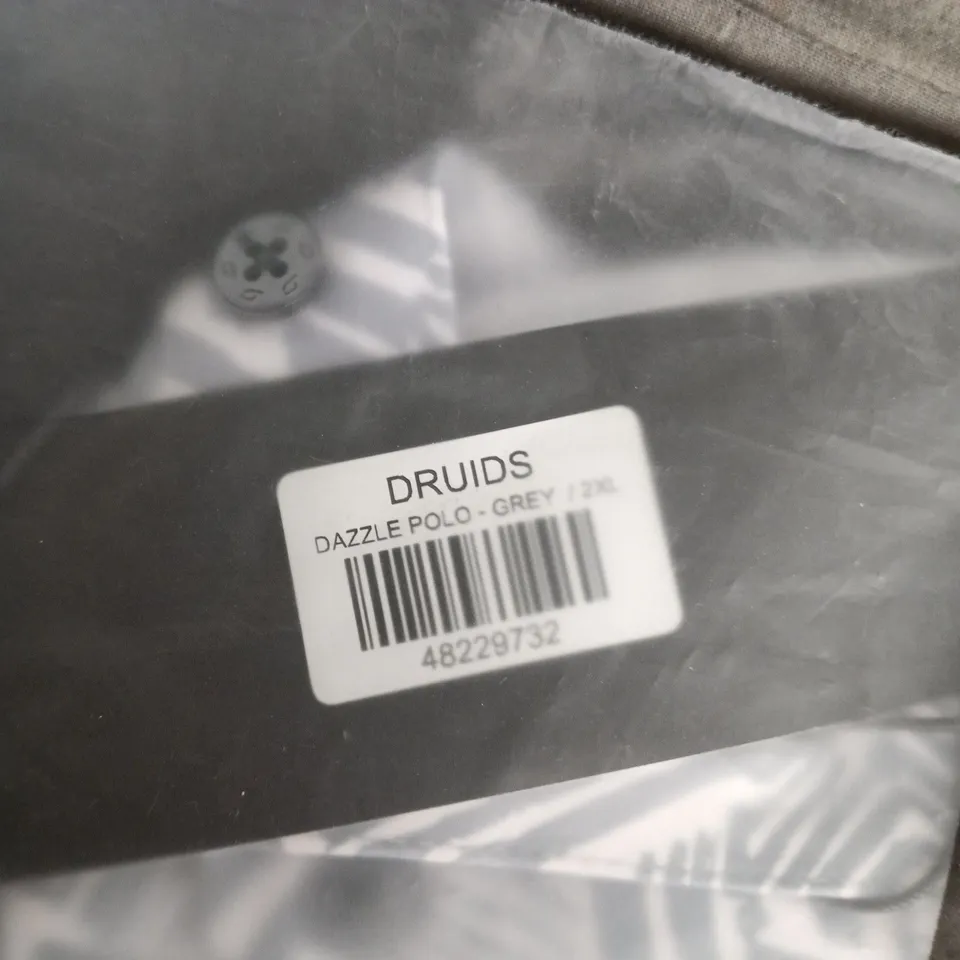 DRUIDS
DAZZLE POLO - GREY / 2XL
48229732